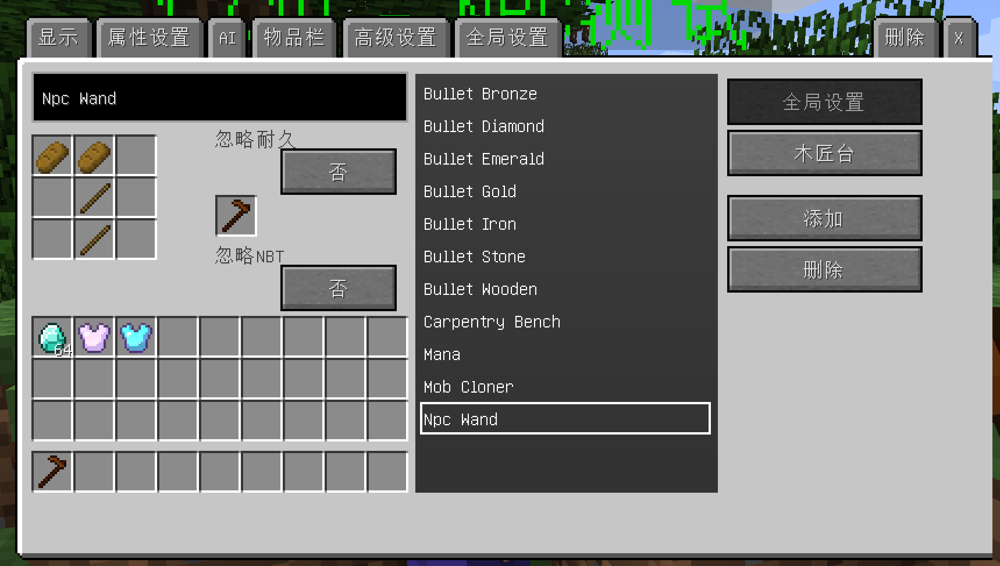 显示
属性设置
AI
物品栏
高级设置
全局设置
删除
X
Npc Wand
忽略耐久
否
忽略NBT
否
64
Bullet Bronze
Bullet Diamond
Bullet Emerald
Bullet Gold
Bullet Iron
Bullet Stone
Bullet Wooden
Carpentry Bench
Mana
Mob Cloner
Npc Wand
全局设置
木匠台
添加
删除